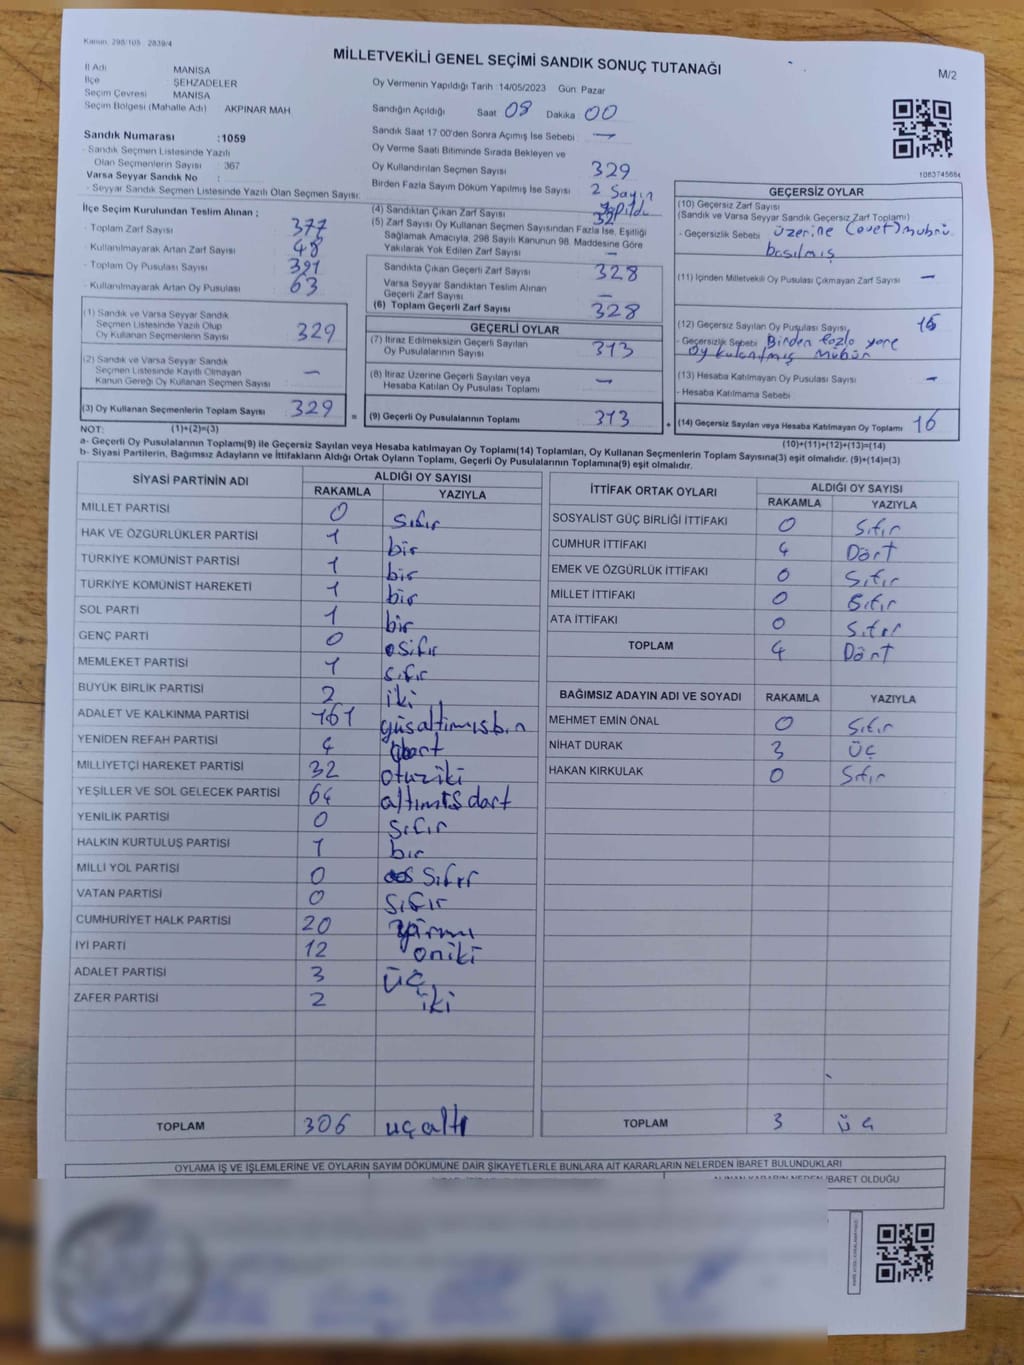 Kanun: 298/105 2839/4
MİLLETVEKİLİ GENEL SEÇİMİ SANDIK SONUÇ TUTANAĞI
M/2
İl Adı MANİSA
İlçe ŞEHZADELER
Seçim Çevresi MANİSA
Seçim Bölgesi (Mahalle Adı) AKPINAR MAH
Sandık Numarası :1059
- Sandık Seçmen Listesinde Yazılı
Olan Seçmenlerin Sayısı : 367
Varsa Seyyar Sandık No :
- Seyyar Sandık Seçmen Listesinde Yazılı Olan Seçmen Sayısı:
Oy Vermenin Yapıldığı Tarih 14/05/2023 Gün: Pazar
Sandığın Açıldığı Saat 08 Dakika 00
Sandık Saat 17:00'den Sonra Açılmış İse Sebebi —
Oy Verme Saati Bitiminde Sırada Bekleyen ve
Oy Kullandırılan Seçmen Sayısı 329
Birden Fazla Sayım Döküm Yapılmış İse Sayısı 2 Sayım
Yapıldı
1063745684
İlçe Seçim Kurulundan Teslim Alınan ;
- Toplam Zarf Sayısı 377
- Kullanılmayarak Artan Zarf Sayısı 48
- Toplam Oy Pusulası Sayısı 391
- Kullanılmayarak Artan Oy Pusulası 63
(1) Sandık ve Varsa Seyyar Sandık
Seçmen Listesinde Yazılı Olup
Oy Kullanan Seçmenlerin Sayısı 329
(2) Sandık ve Varsa Seyyar Sandık
Seçmen Listesinde Kayıtlı Olmayan
Kanun Gereği Oy Kullanan Seçmen Sayısı —
(3) Oy Kullanan Seçmenlerin Toplam Sayısı 329 =
(4) Sandıktan Çıkan Zarf Sayısı
(5) Zarf Sayısı Oy Kullanan Seçmen Sayısından Fazla İse, Eşitliği
Sağlamak Amacıyla, 298 Sayılı Kanunun 98. Maddesine Göre
Yakılarak Yok Edilen Zarf Sayısı —
Sandıkta Çıkan Geçerli Zarf Sayısı 328
Varsa Seyyar Sandıktan Teslim Alınan
Geçerli Zarf Sayısı —
(6) Toplam Geçerli Zarf Sayısı 328
GEÇERLİ OYLAR
(7) İtiraz Edilmeksizin Geçerli Sayılan
Oy Pusulalarının Sayısı 313
(8) İtiraz Üzerine Geçerli Sayılan veya
Hesaba Katılan Oy Pusulası Toplamı —
(9) Geçerli Oy Pusulalarının Toplamı 313 +
GEÇERSİZ OYLAR
(10) Geçersiz Zarf Sayısı
(Sandık ve Varsa Seyyar Sandık Geçersiz Zarf Toplamı)
- Geçersizlik Sebebi üzerine (evet) mührü
basılmış
(11) İçinden Milletvekili Oy Pusulası Çıkmayan Zarf Sayısı —
(12) Geçersiz Sayılan Oy Pusulası Sayısı 16
- Geçersizlik Sebebi Birden fazla yere
Oy kulanılmış mühür
(13) Hesaba Katılmayan Oy Pusulası Sayısı —
- Hesaba Katılmama Sebebi
(14) Geçersiz Sayılan veya Hesaba Katılmayan Oy Toplamı 16
NOT: (1)+(2)=(3)
(10)+(11)+(12)+(13)=(14)
a- Geçerli Oy Pusulalarının Toplamı(9) ile Geçersiz Sayılan veya Hesaba katılmayan Oy Toplamı(14) Toplamları, Oy Kullanan Seçmenlerin Toplam Sayısına(3) eşit olmalıdır. (9)+(14)=(3)
b- Siyasi Partilerin, Bağımsız Adayların ve İttifakların Aldığı Ortak Oyların Toplamı, Geçerli Oy Pusulalarının Toplamına(9) eşit olmalıdır.
SİYASİ PARTİNİN ADI ALDIĞI OY SAYISI
RAKAMLA YAZIYLA
MİLLET PARTİSİ 0 sıfır
HAK VE ÖZGÜRLÜKLER PARTİSİ 1 bir
TÜRKİYE KOMÜNİST PARTİSİ 1 bir
TÜRKİYE KOMÜNİST HAREKETİ 1 bir
SOL PARTİ 1 bir
GENÇ PARTİ 0 sıfır
MEMLEKET PARTİSİ 1 sıfır
BÜYÜK BİRLİK PARTİSİ 2 iki
ADALET VE KALKINMA PARTİSİ 161 yüsaltımışbın
YENİDEN REFAH PARTİSİ 4 dört
MİLLİYETÇİ HAREKET PARTİSİ 32 otuziki
YEŞİLLER VE SOL GELECEK PARTİSİ 64 altımışdört
YENİLİK PARTİSİ 0 sıfır
HALKIN KURTULUŞ PARTİSİ 1 bır
MİLLİ YOL PARTİSİ 0 sıfır
VATAN PARTİSİ 0 sıfır
CUMHURİYET HALK PARTİSİ 20 yirmı
İYİ PARTİ 12 oniki
ADALET PARTİSİ 3 üç
ZAFER PARTİSİ 2 iki
TOPLAM 306 uçaltı
İTTİFAK ORTAK OYLARI ALDIĞI OY SAYISI
RAKAMLA YAZIYLA
SOSYALİST GÜÇ BİRLİĞİ İTTİFAKI 0 Sıfır
CUMHUR İTTİFAKI 4 Dört
EMEK VE ÖZGÜRLÜK İTTİFAKI 0 Sıfır
MİLLET İTTİFAKI 0 Sıfır
ATA İTTİFAKI 0 Sıfır
TOPLAM 4 Dört
BAĞIMSIZ ADAYIN ADI VE SOYADI RAKAMLA YAZIYLA
MEHMET EMİN ÖNAL 0 Sıfır
NİHAT DURAK 3 üç
HAKAN KIRKULAK 0 Sıfır
TOPLAM 3 üç
OYLAMA İŞ VE İŞLEMLERİNE VE OYLARIN SAYIM DÖKÜMÜNE DAİR ŞİKAYETLERLE BUNLARA AİT KARARLARIN NELERDEN İBARET BULUNDUKLARI
ALINAN KARARIN NEDEN İBARET OLDUĞU